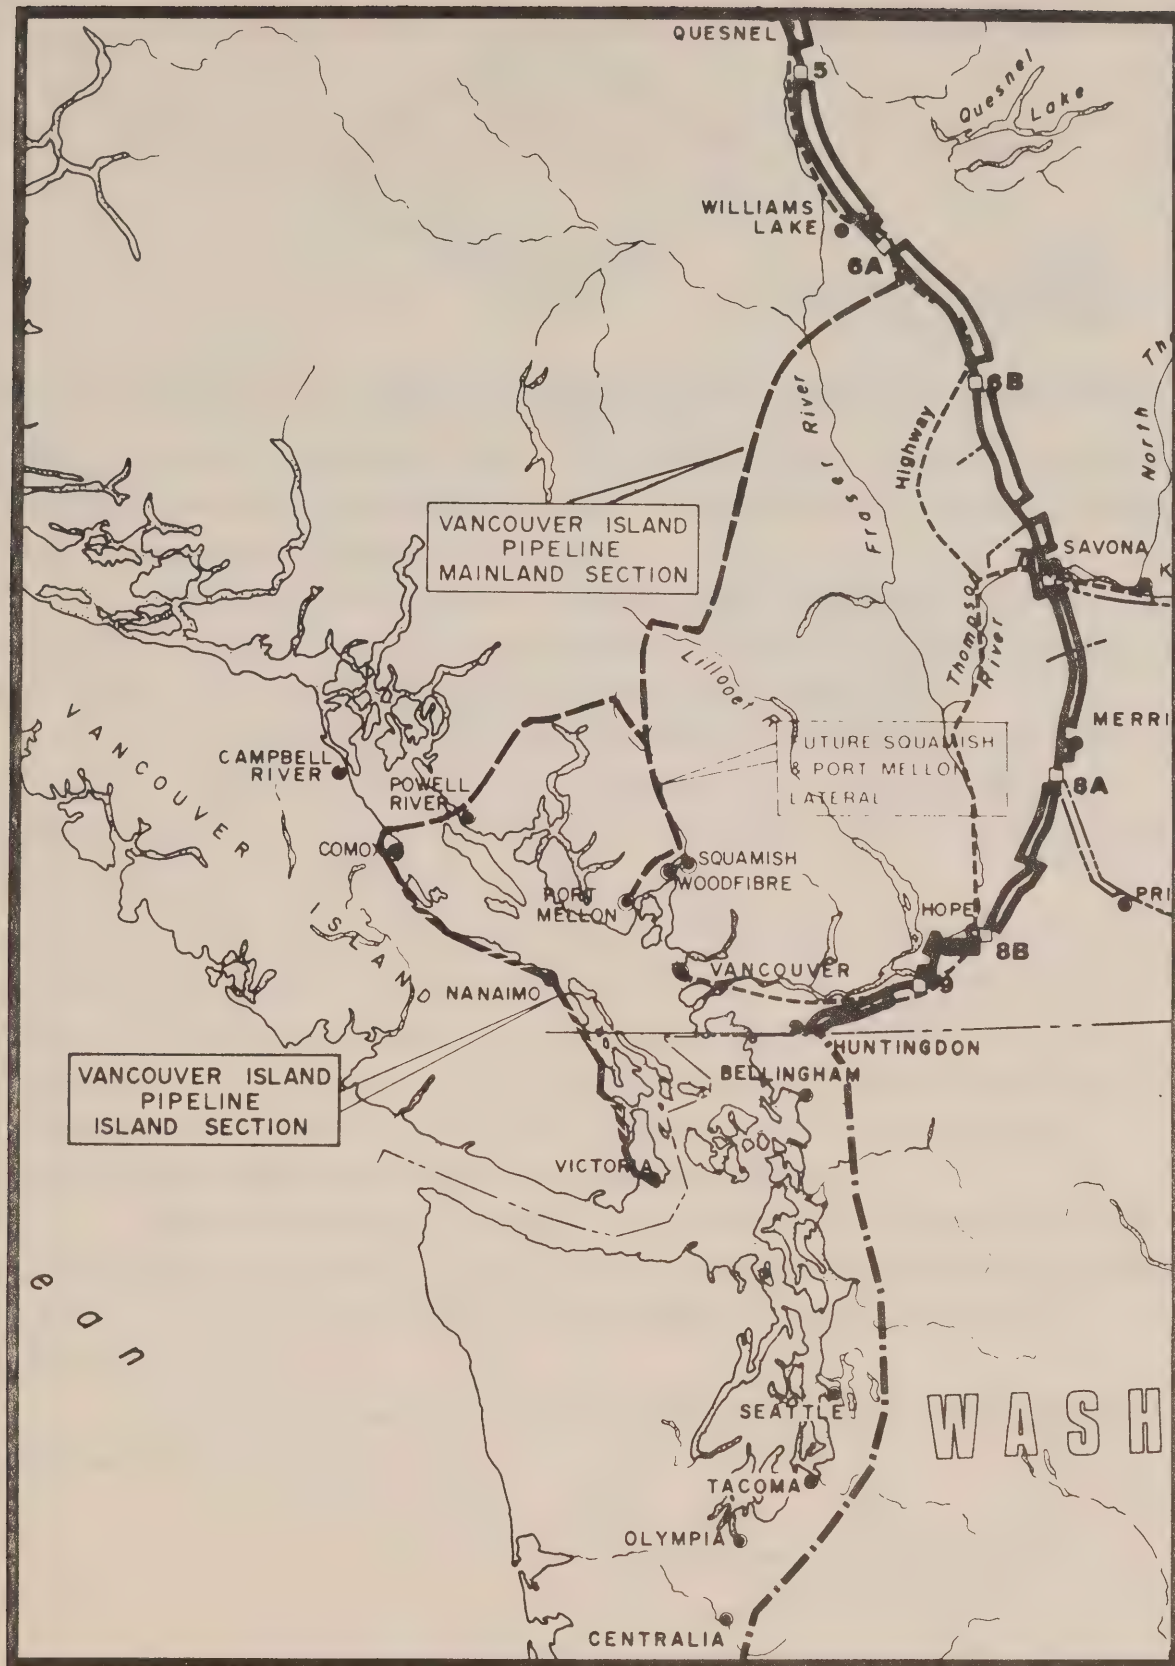 QUESNEL
5
Quesnel
Lake
WILLIAMS
LAKE
6A
6B
Th
North
River
Fraser
Highway
VANCOUVER ISLAND
PIPELINE
MAINLAND SECTION
SAVONA
K
Thompson
River
Lillooet R
VANCOUVER
ISLAND
MERRI
CAMPBELL
RIVER
POWELL
RIVER
UTURE SQUAMISH
& PORT MELLON
LATERAL
8A
COMOX
SQUAMISH
WOODFIBRE
PORT
MELLON
PRI
HOPE
8B
VANCOUVER
9
NANAIMO
HUNTINGDON
VANCOUVER ISLAND
PIPELINE
ISLAND SECTION
BELLINGHAM
VICTORIA
ean
SEATTLE
WASH
TACOMA
OLYMPIA
CENTRALIA